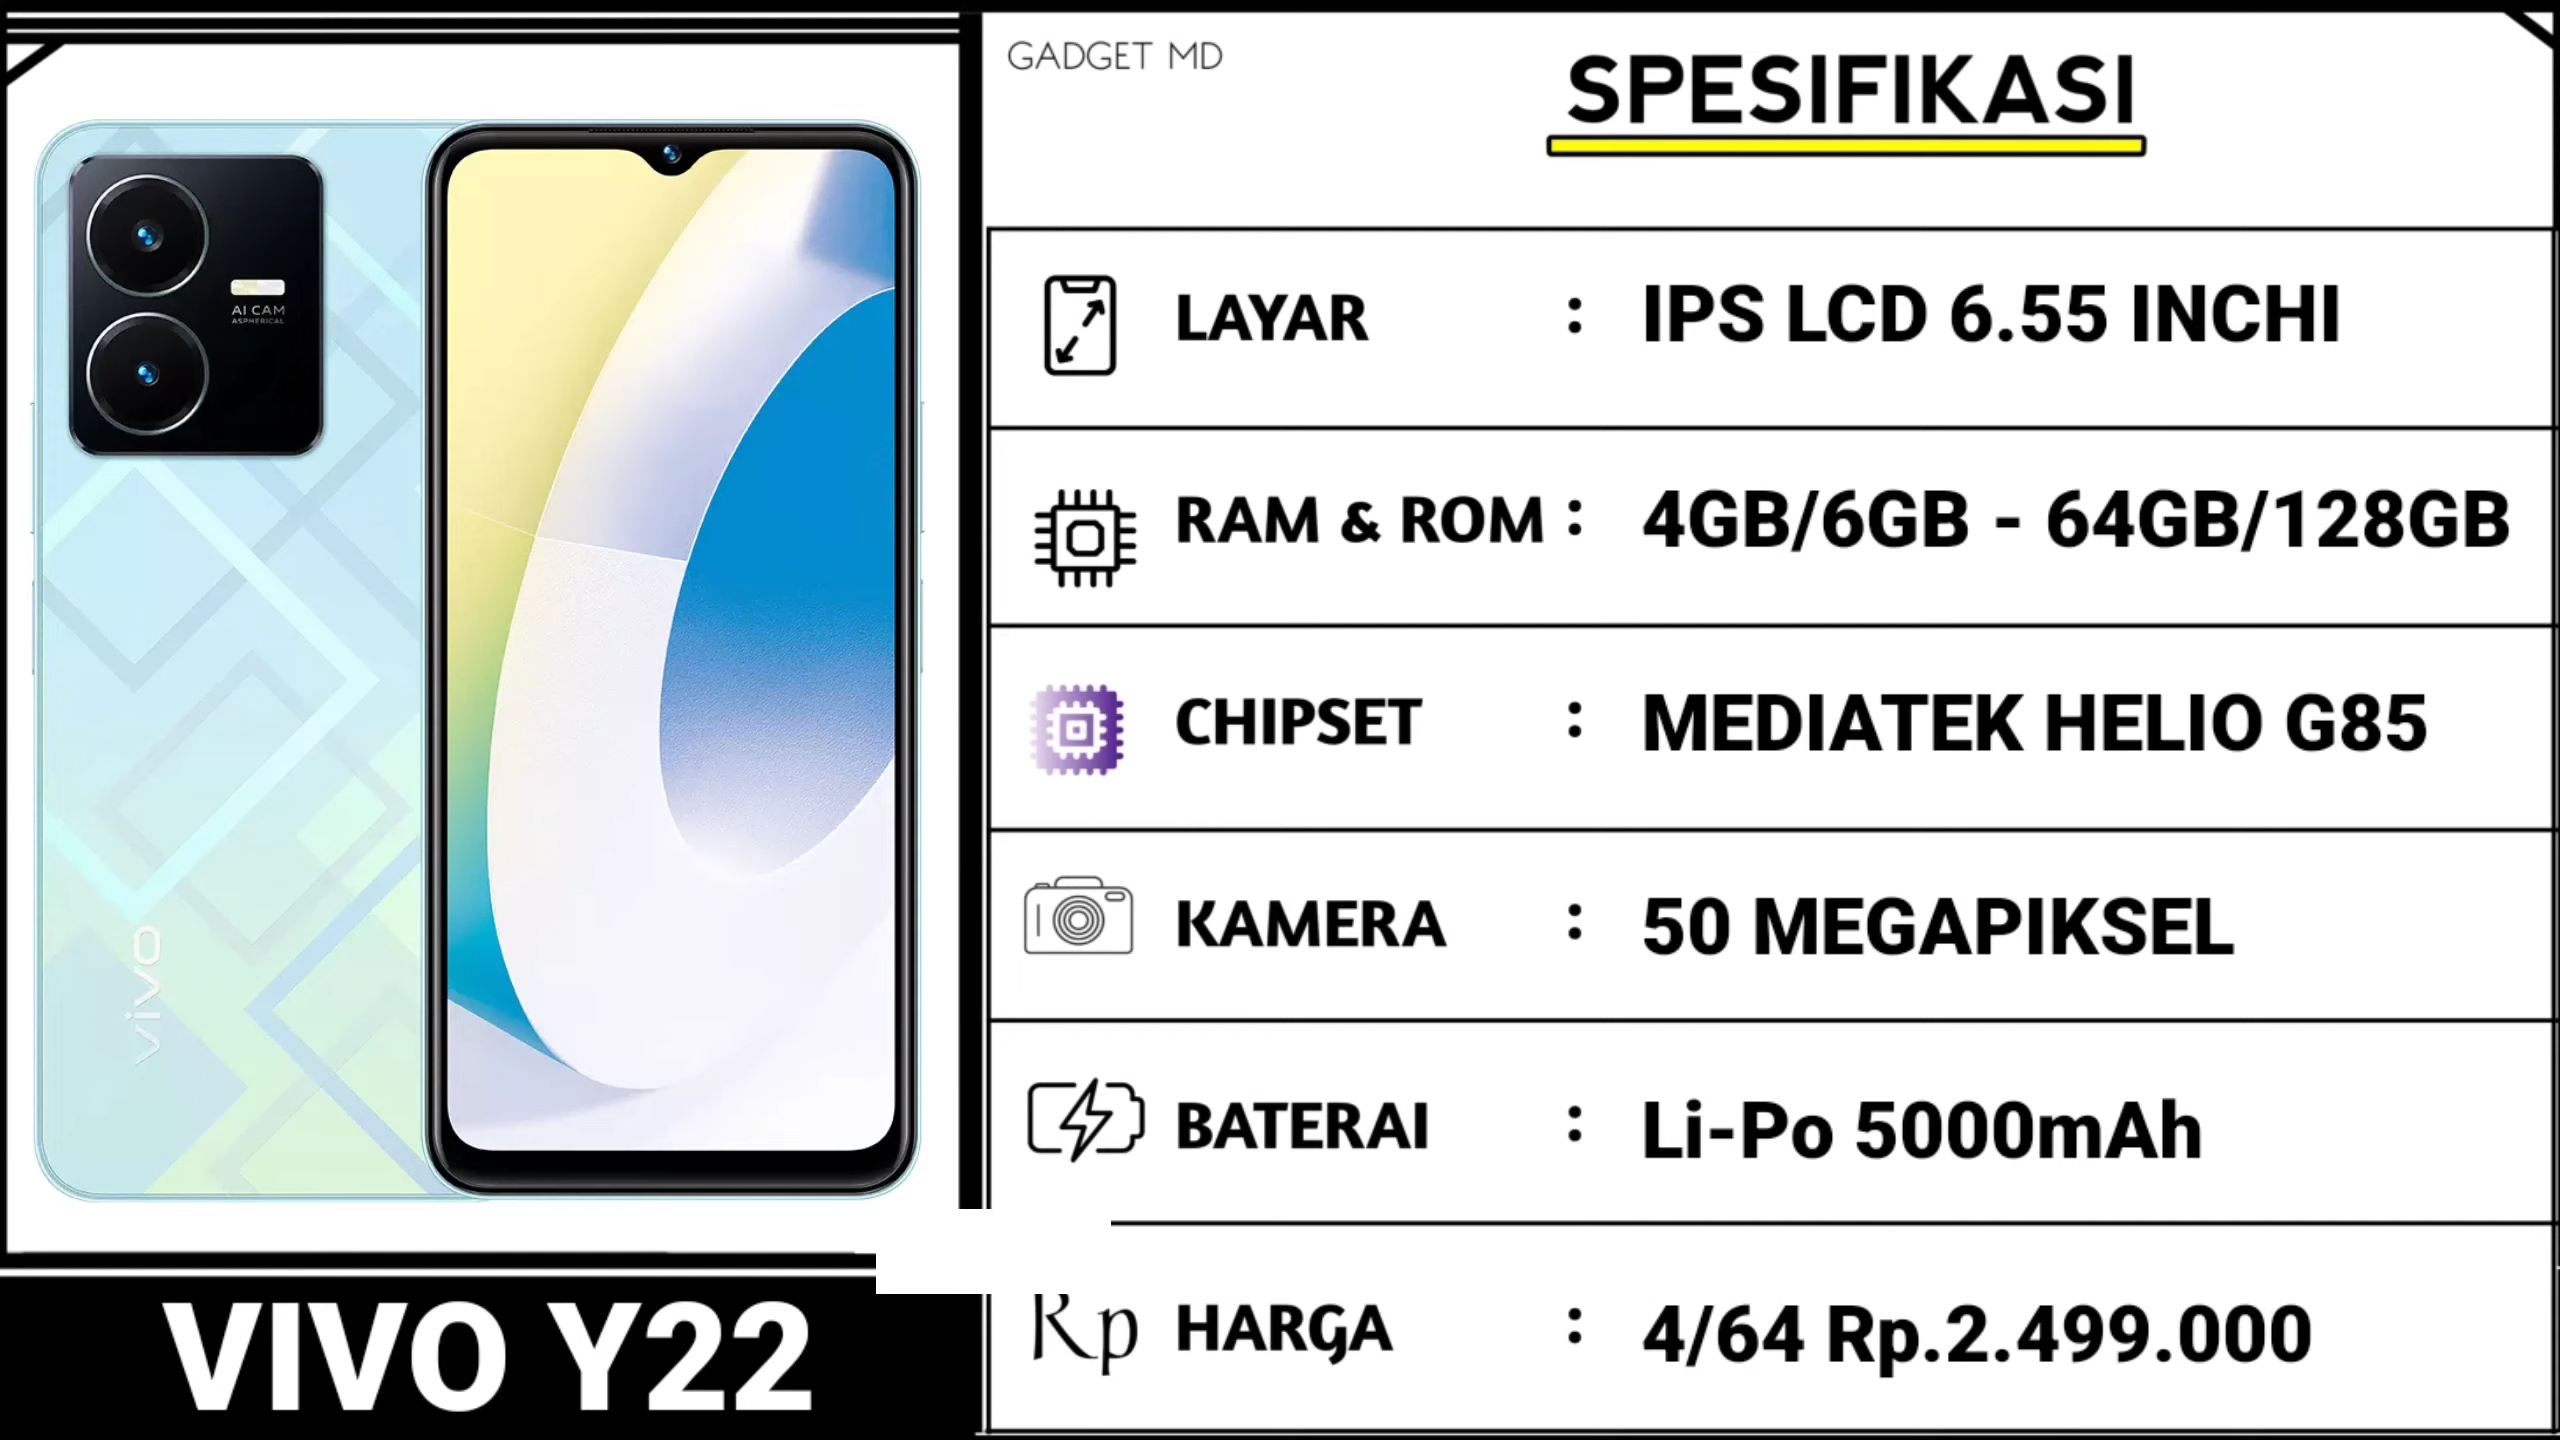 GADGET MD
SPESIFIKASI
AI CAM
ASPHERICAL
vivo
LAYAR : IPS LCD 6.55 INCHI
RAM & ROM : 4GB/6GB - 64GB/128GB
CHIPSET : MEDIATEK HELIO G85
KAMERA : 50 MEGAPIKSEL
BATERAI : Li-Po 5000mAh
Rp HARGA : 4/64 Rp.2.499.000
VIVO Y22